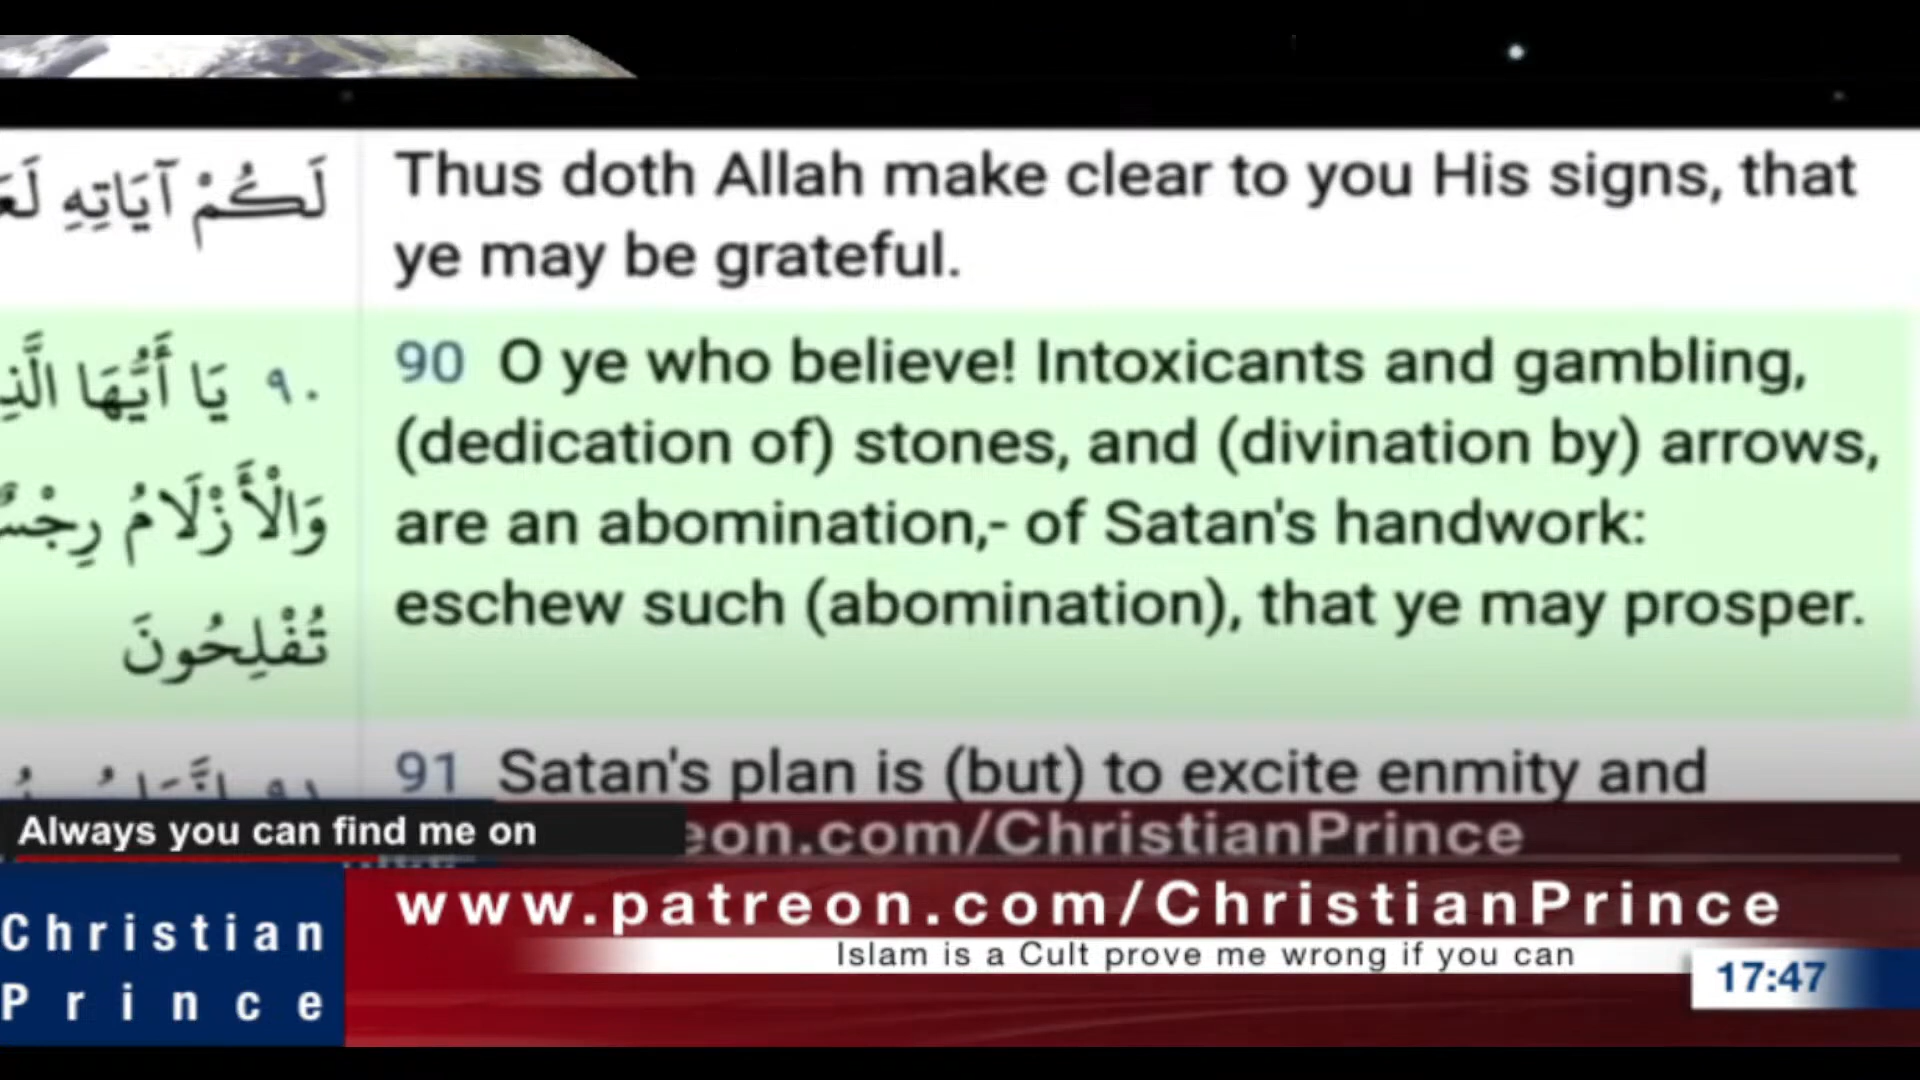 لَكُمْ آيَاتِهِ
Thus doth Allah make clear to you His signs, that
ye may be grateful.
٩٠ يَا أَيُّهَا
90 O ye who believe! Intoxicants and gambling,
(dedication of) stones, and (divination by) arrows,
وَالْأَزْلَامُ
are an abomination,- of Satan's handwork:
eschew such (abomination), that ye may prosper.
تُفْلِحُونَ
91 Satan's plan is (but) to excite enmity and
Always you can find me on
eon.com/ChristianPrince
Christian
Prince
www.patreon.com/ChristianPrince
Islam is a Cult prove me wrong if you can
17:47